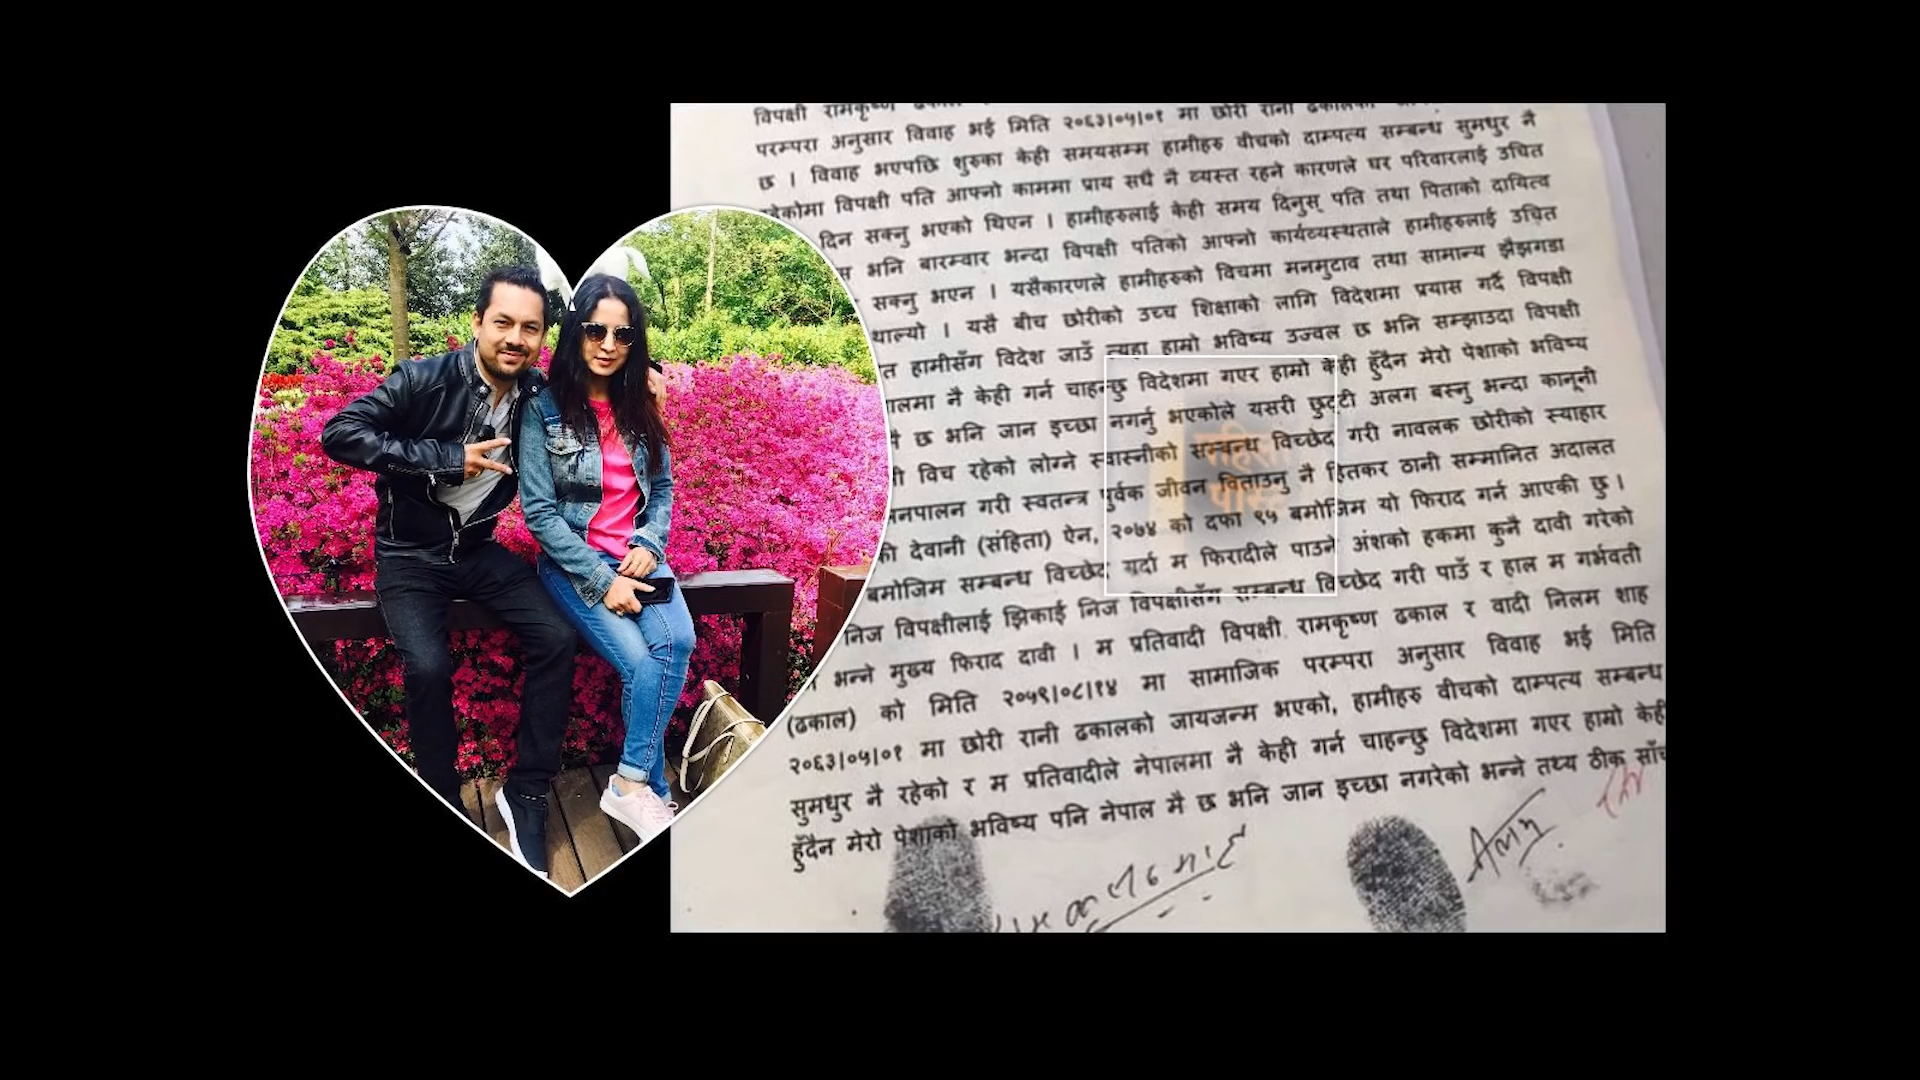 विपक्षी रामकृष्ण
परम्परा अनुसार विवाह भई मिति २०६३।०५।०१ मा छोरी रानी ढकालको
छ । विवाह भएपछि शुरुका केही समयसम्म हामीहरु वीचको दाम्पत्य सम्बन्ध सुमधुर नै
विपक्षी पति आफ्नो काममा प्राय सधै नै व्यस्त रहने कारणले घर परिवारलाई उचित
दिन सक्नु भएको थिएन । हामीहरुलाई केही समय दिनुस् पति तथा पिताको दायित्व
भनि बारम्वार भन्दा विपक्षी पतिको आफ्नो कार्यव्यस्थताले हामीहरुलाई उचित
सक्नु भएन । यसैकारणले हामीहरुको विचमा मनमुटाव तथा सामान्य झैझगडा
थाल्यो । यसै बीच छोरीको उच्च शिक्षाको लागि विदेशमा प्रयास गर्दै विपक्षी
हामीसँग विदेश जाउँ त्यहा हाम्रो भविष्य उज्वल छ भनि सम्झाउदा विपक्षी
नै केही गर्न चाहन्छु विदेशमा गएर हाम्रो केही हुँदैन मेरो पेशाको भविष्य
छ भनि जान इच्छा नगर्नु भएकोले यसरी छुट्टी अलग बस्नु भन्दा कानूनी
विच रहेको लोग्ने स्वास्नीको सम्बन्ध विच्छेद गरी नावलक छोरीको स्याहार
गरी स्वतन्त्र पुर्वक जीवन विताउनु नै हितकर ठानी सम्मानित अदालत
देवानी (संहिता) ऐन, २०७४ को दफा ९५ बमोजिम यो फिराद गर्न आएकी छु ।
बमोजिम सम्बन्ध विच्छेद गर्दा म फिरादीले पाउने अंशको हकमा कुनै दावी गरेको
निज विपक्षीलाई झिकाई निज विपक्षीसँग सम्बन्ध विच्छेद गरी पाउँ र हाल म गर्भवती
भन्ने मुख्य फिराद दावी । म प्रतिवादी विपक्षी रामकृष्ण ढकाल र वादी निलम शाह
(ढकाल) को मिति २०५९।०८।१४ मा सामाजिक परम्परा अनुसार विवाह भई मिति
२०६३।०५।०१ मा छोरी रानी ढकालको जायजन्म भएको, हामीहरु वीचको दाम्पत्य सम्बन्ध
सुमधुर नै रहेको र म प्रतिवादीले नेपालमा नै केही गर्न चाहन्छु विदेशमा गएर हाम्रो केही
हुँदैन मेरो पेशाको भविष्य पनि नेपाल मै छ भनि जान इच्छा नगरेको भन्ने तथ्य ठीक